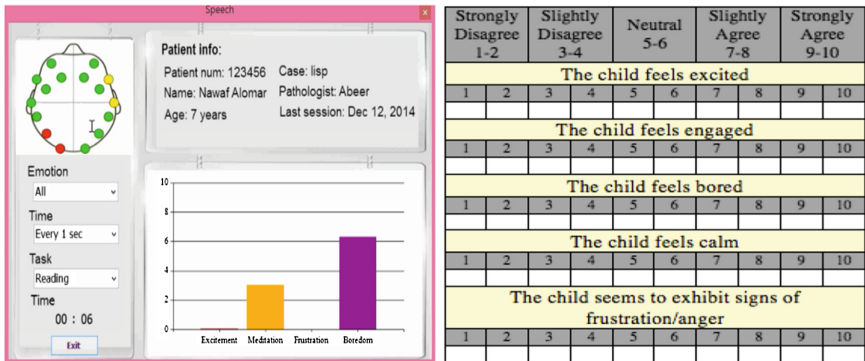 Speech
x
Patient info:
Patient num: 123456 Case: lisp
Name: Nawaf Alomar Pathologist: Abeer
Age: 7 years Last session: Dec 12, 2014
Emotion
All
Time
Every 1 sec
Task
Reading
Time
00 : 06
Exit
10
8
6
4
2
0
Excitement Meditation Frustration Boredom
Strongly Disagree 1-2 Slightly Disagree 3-4 Neutral 5-6 Slightly Agree 7-8 Strongly Agree 9-10
The child feels excited
1 2 3 4 5 6 7 8 9 10
The child feels engaged
1 2 3 4 5 6 7 8 9 10
The child feels bored
1 2 3 4 5 6 7 8 9 10
The child feels calm
1 2 3 4 5 6 7 8 9 10
The child seems to exhibit signs of
frustration/anger
1 2 3 4 5 6 7 8 9 10